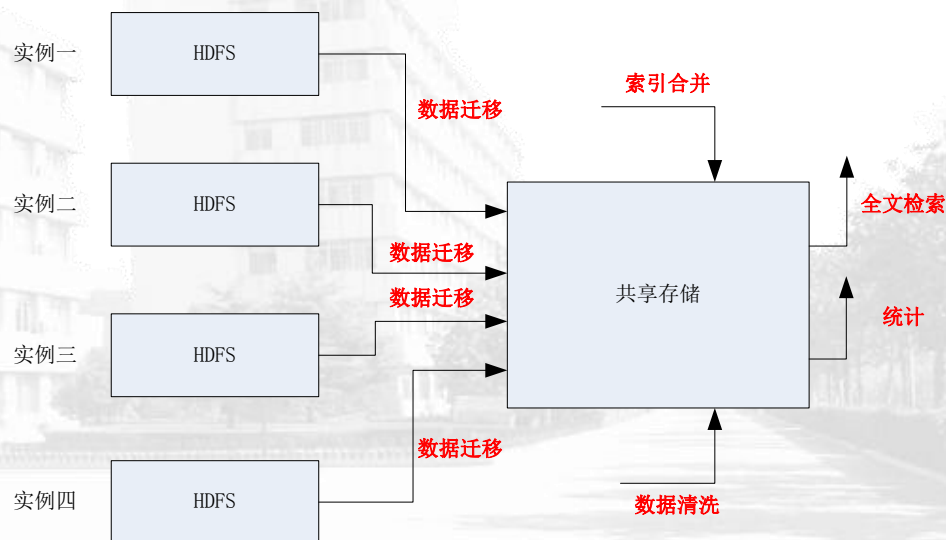 实例一
HDFS
数据迁移
索引合并
实例二
HDFS
全文检索
数据迁移
数据迁移
共享存储
统计
实例三
HDFS
数据迁移
实例四
HDFS
数据清洗